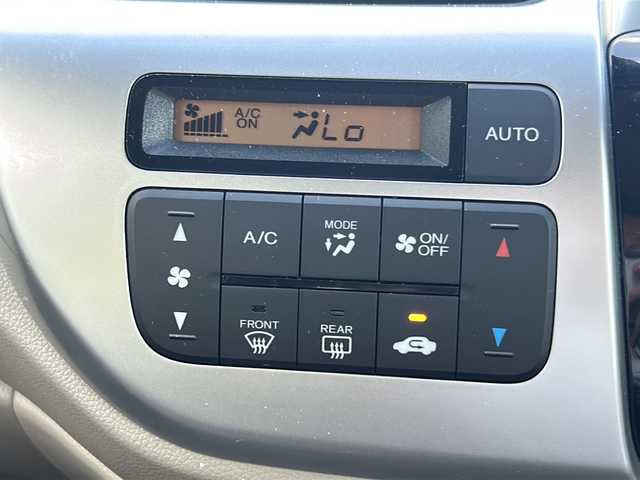 A/C
ON
Lo
AUTO
A/C
MODE
ON/
OFF
FRONT
REAR